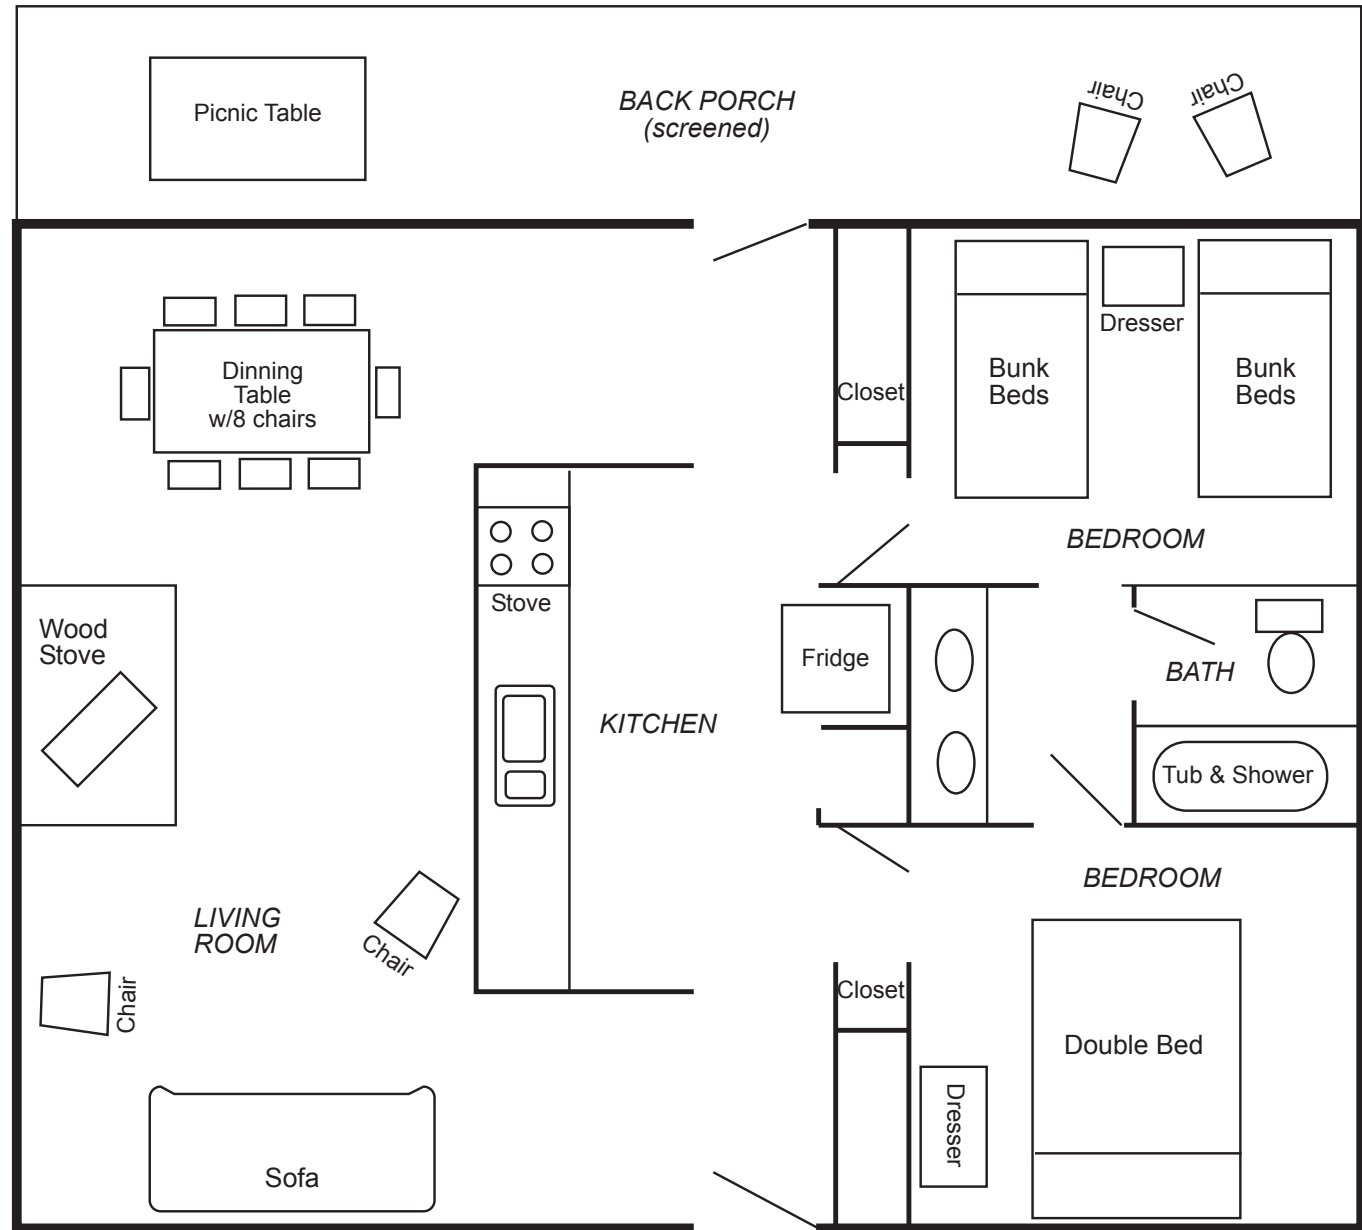 Picnic Table
BACK PORCH
(screened)
Chair
Chair
Dinning
Table
w/8 chairs
Closet
Bunk
Beds
Dresser
Bunk
Beds
BEDROOM
Stove
Wood
Stove
Fridge
BATH
KITCHEN
Tub & Shower
BEDROOM
LIVING
ROOM
Chair
Chair
Closet
Double Bed
Dresser
Sofa